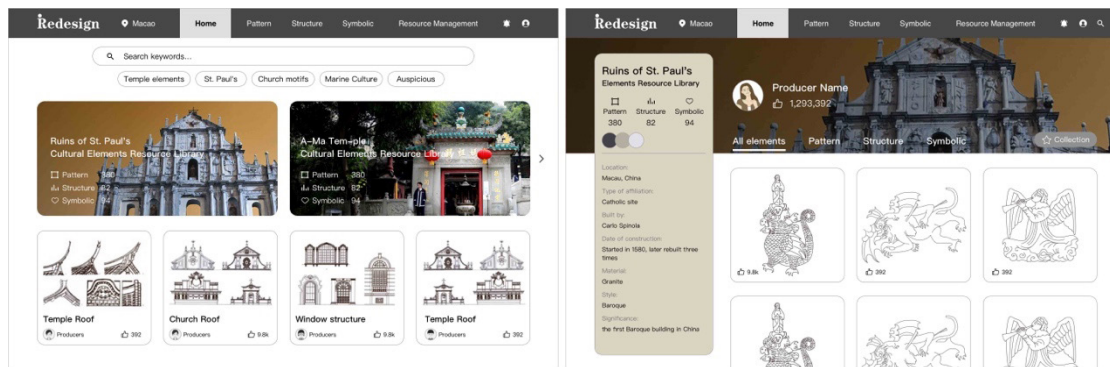 Redesign
Macao
Home
Pattern
Structure
Symbolic
Resource Management
Search keywords...
Temple elements
St. Paul's
Church motifs
Marine Culture
Auspicious
Ruins of St. Paul's
Cultural Elements Resource Library
Pattern 380
Structure 82
Symbolic 94
A-Ma Tem-ple
Cultural Elements Resource Library
Pattern 380
Structure 82
Symbolic 94
Temple Roof
Producers 392
Church Roof
Producers 9.8k
Window structure
Producers 9.8k
Temple Roof
Producers 392
Redesign
Macao
Home
Pattern
Structure
Symbolic
Resource Management
Ruins of St. Paul's
Elements Resource Library
Pattern Structure Symbolic
380 82 94
Location:
Macau, China
Type of affiliation:
Catholic site
Built by:
Carlo Spinola
Date of construction
Started in 1580, later rebuilt three
times
Material:
Granite
Style:
Baroque
Significance:
the first Baroque building in China
Producer Name
1,293,392
All elements
Pattern
Structure
Symbolic
Collection
9.8k
392
392